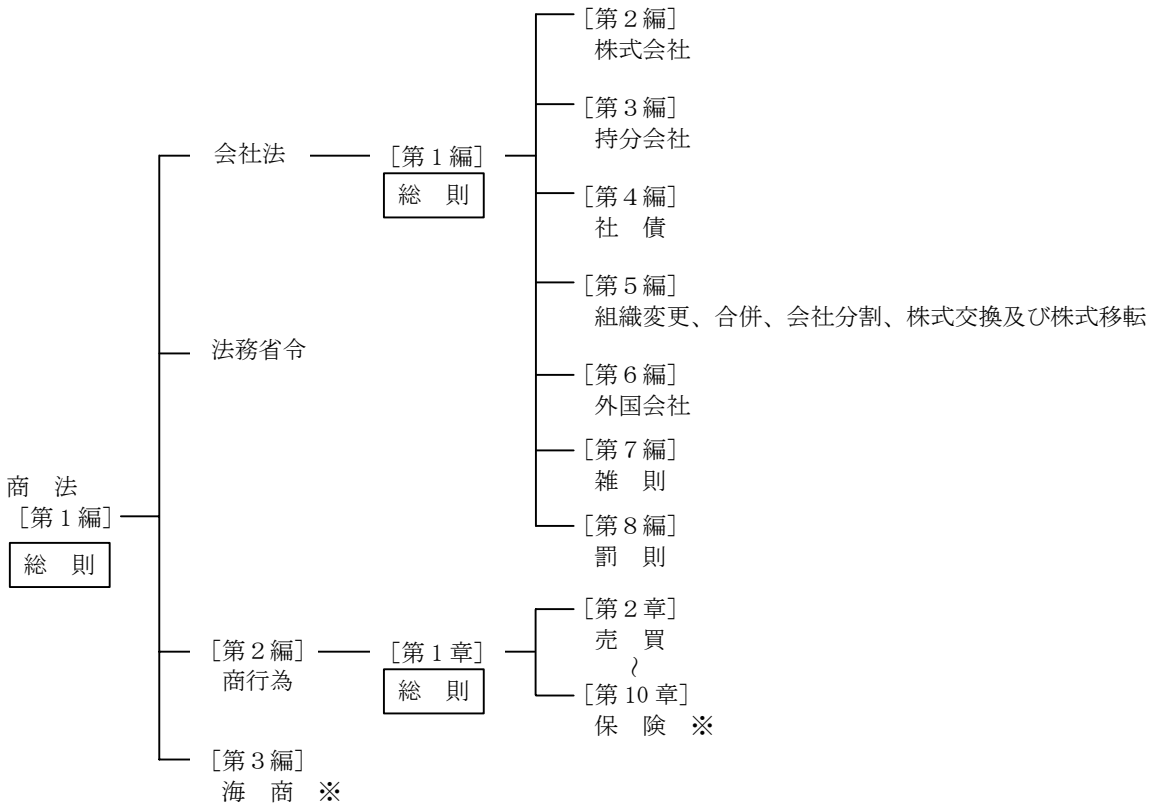 [第2編]
株式会社
[第3編]
持分会社
会社法
[第1編]
総 則
[第4編]
社 債
[第5編]
組織変更、合併、会社分割、株式交換及び株式移転
法務省令
[第6編]
外国会社
[第7編]
雑 則
[第8編]
罰 則
商 法
[第1編]
総 則
[第2編]
商行為
[第1章]
総 則
[第2章]
売 買
~
[第10章]
保 険 ※
[第3編]
海 商 ※